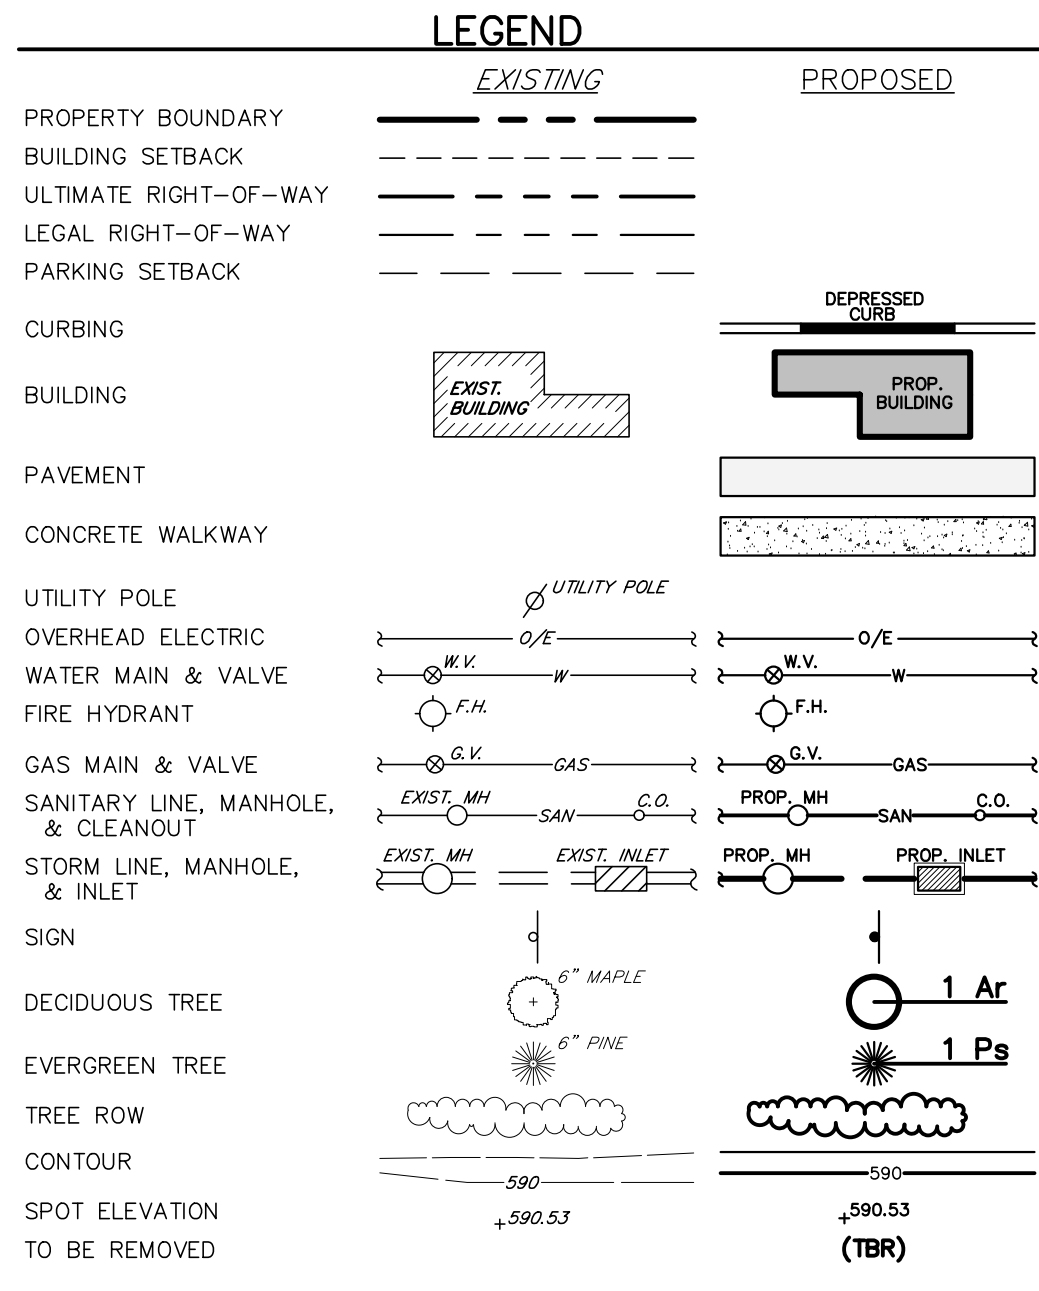 LEGEND
EXISTING PROPOSED
PROPERTY BOUNDARY
BUILDING SETBACK
ULTIMATE RIGHT-OF-WAY
LEGAL RIGHT-OF-WAY
PARKING SETBACK
DEPRESSED
CURB
CURBING
BUILDING
EXIST.
BUILDING
PROP.
BUILDING
PAVEMENT
CONCRETE WALKWAY
UTILITY POLE UTILITY POLE
OVERHEAD ELECTRIC O/E O/E
WATER MAIN & VALVE W.V. W W.V. W
FIRE HYDRANT F.H. F.H.
GAS MAIN & VALVE G.V. GAS G.V. GAS
SANITARY LINE, MANHOLE, EXIST. MH SAN C.O. PROP. MH SAN C.O.
& CLEANOUT
STORM LINE, MANHOLE, EXIST. MH EXIST. INLET PROP. MH PROP. INLET
& INLET
SIGN
DECIDUOUS TREE 6" MAPLE 1 Ar
EVERGREEN TREE 6" PINE 1 Ps
TREE ROW
CONTOUR
590 590
SPOT ELEVATION +590.53 +590.53
TO BE REMOVED (TBR)